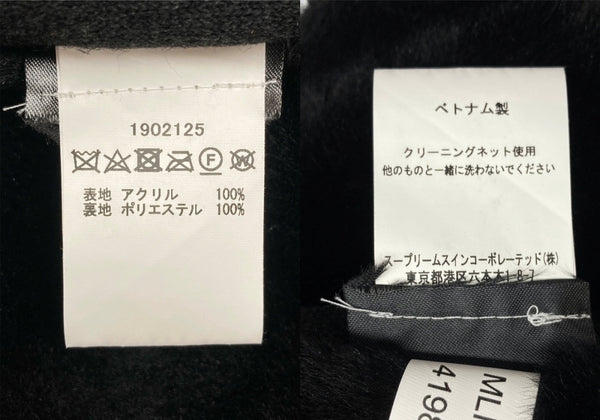 1902125
Ⓕ Ⓦ
表地 アクリル 100%
裏地 ポリエステル 100%
ベトナム製
クリーニングネット使用
他のものと一緒に洗わないでください
スープリームスインコーポレーテッド(株)
東京都港区六本木1-8-7
MLM
4198